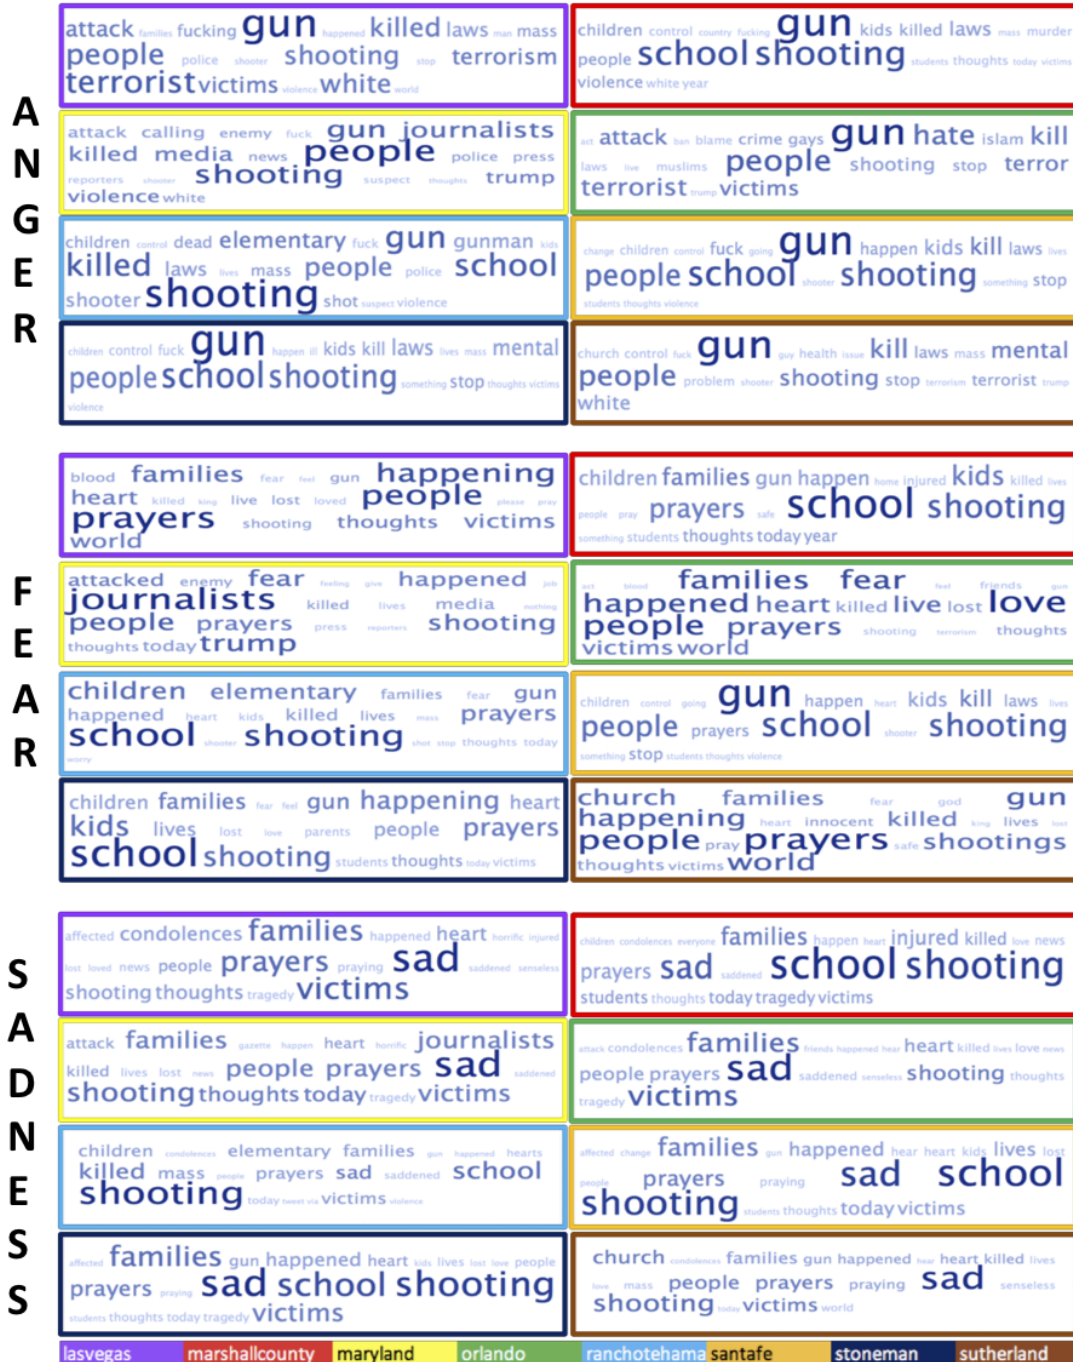 ANGER
attack families fucking gun happened killed laws man mass
people police shooter shooting stop terrorism
terrorist victims violence white world
children control country fucking gun kids killed laws mass murder
people school shooting students thoughts today victims
violence white year
attack calling enemy fuck gun journalists
killed media news people police press
reporters shooter shooting suspect thoughts trump
violence white
act attack ban blame crime gays gun hate islam kill
laws live muslims people shooting stop terror
terrorist trump victims
children control dead elementary fuck gun gunman kids
killed laws lives mass people police school
shooter shooting shot suspect violence
change children control fuck going gun happen kids kill laws lives
people school shooter shooting something stop
students thoughts violence
children control fuck gun happen ill kids kill laws lives mass mental
people school shooting something stop thoughts victims
violence
church control fuck gun guy health issue kill laws mass mental
people problem shooter shooting stop terrorism terrorist trump
white
FEAR
blood families fear feel gun happening
heart killed king live lost loved people please pray
prayers shooting thoughts victims
world
children families gun happen home injured kids killed lives
people pray prayers safe school shooting
something students thoughts today year
attacked enemy fear feeling give happened job
journalists killed lives media nothing
people prayers press reporters shooting
thoughts today trump
act blood families fear feel friends gun
happened heart killed live lost love
people prayers shooting terrorism thoughts
victims world
children elementary families fear gun
happened heart kids killed lives mass prayers
school shooter shooting shot stop thoughts today
worry
children control going gun happen heart kids kill laws lives
people prayers school shooter shooting
something stop students thoughts violence
children families fear feel gun happening heart
kids lives lost love parents people prayers
school shooting students thoughts today victims
church families fear god gun
happening heart innocent killed king lives lost
people pray prayers safe shootings
thoughts victims world
SADNESS
affected condolences families happened heart horrific injured
lost loved news people prayers praying sad saddened senseless
shooting thoughts tragedy victims
children condolences everyone families happen heart injured killed love news
prayers sad saddened school shooting
students thoughts today tragedy victims
attack families gazette happen heart horrific journalists
killed lives lost news people prayers sad saddened
shooting thoughts today tragedy victims
attack condolences families friends happened hear heart killed lives love news
people prayers sad saddened senseless shooting thoughts
tragedy victims
children condolences elementary families gun happened hearts
killed mass people prayers sad saddened school
shooting today tweet via victims violence
affected change families gun happened hear heart kids lives lost
people prayers praying sad school
shooting students thoughts today victims
affected families gun happened heart kids lives lost love people
prayers praying sad school shooting
students thoughts today tragedy victims
church condolences families gun happened hear heart killed lives
love mass people prayers praying sad senseless
shooting today victims world
lasvegas marshallcounty maryland orlando ranchotehama santafe stoneman sutherland